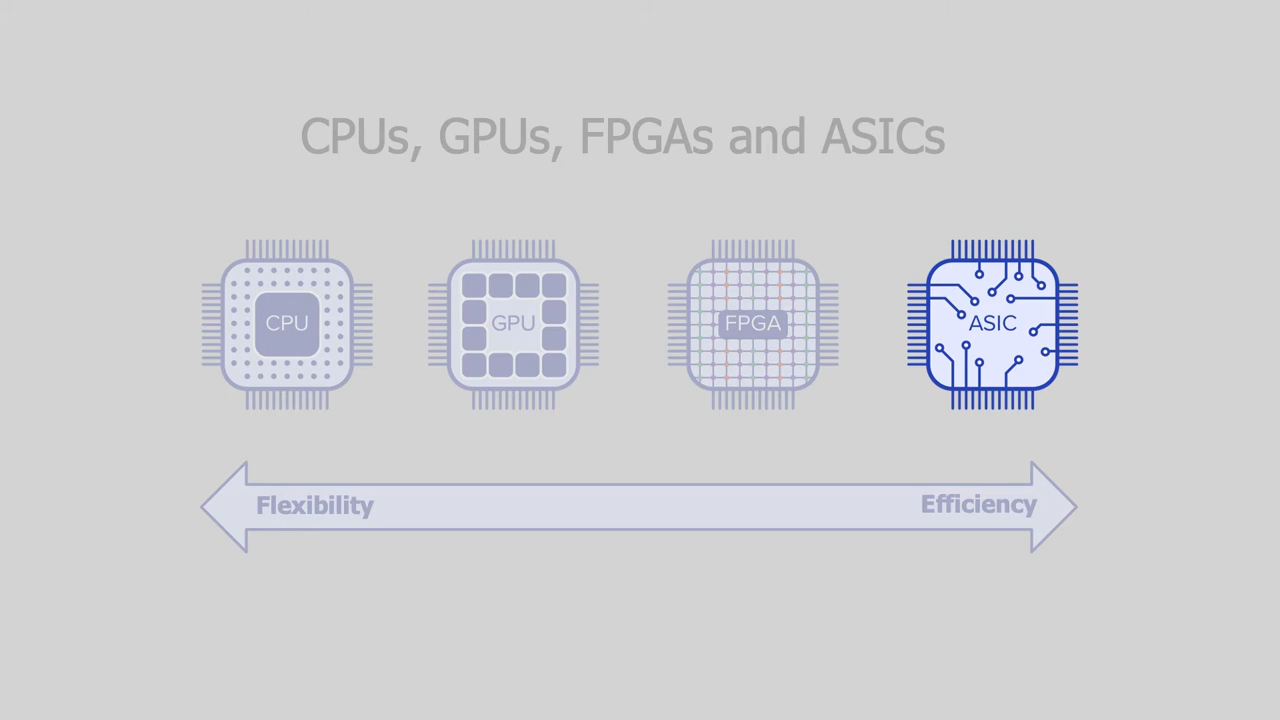 CPUs, GPUs, FPGAs and ASICs
CPU
GPU
FPGA
ASIC
Flexibility
Efficiency